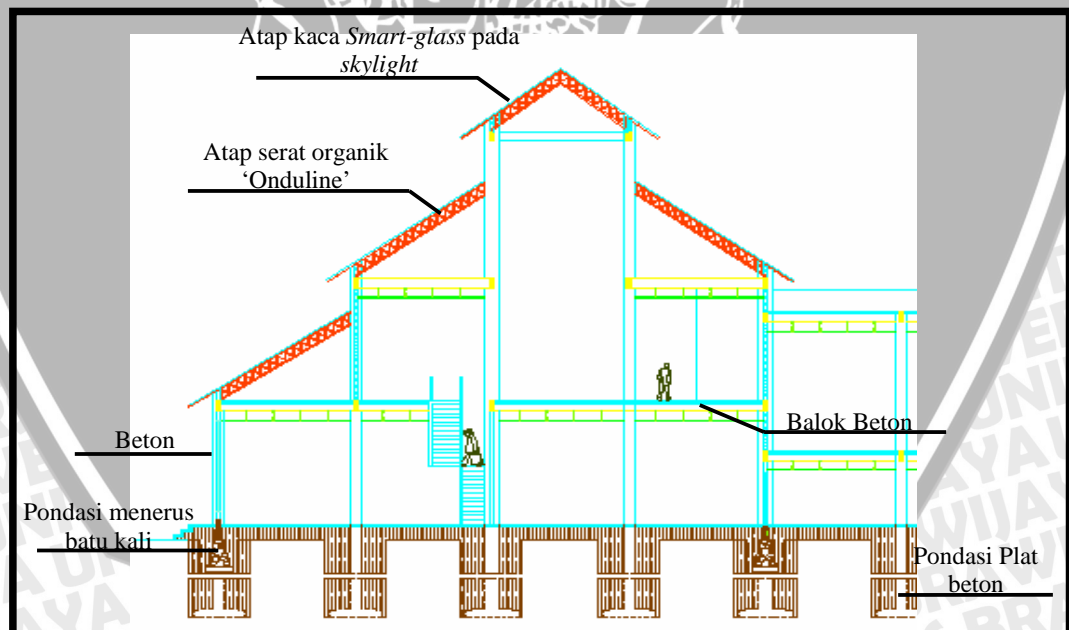 Atap kaca Smart-glass pada
skylight
Atap serat organik
‘Onduline’
Balok Beton
Beton
Pondasi menerus
batu kali
Pondasi Plat
beton